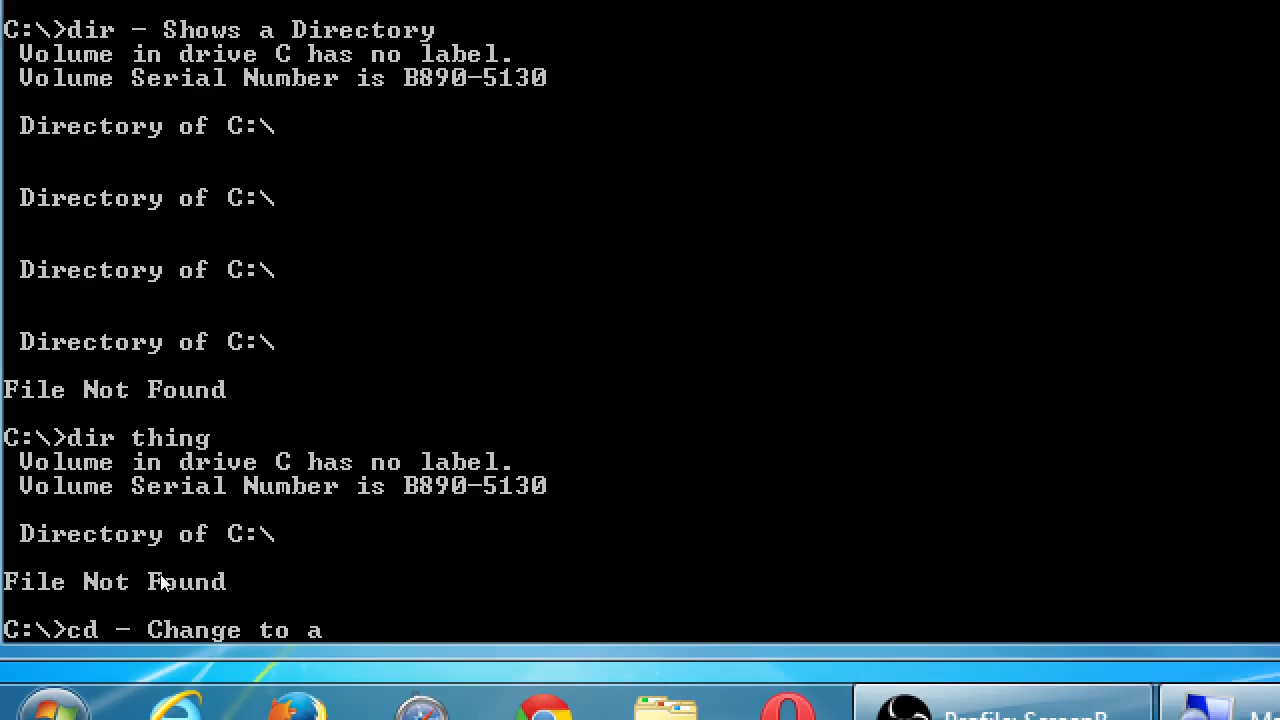 C:\>dir - Shows a Directory
Volume in drive C has no label.
Volume Serial Number is B890-5130
Directory of C:\
Directory of C:\
Directory of C:\
Directory of C:\
File Not Found
C:\>dir thing
Volume in drive C has no label.
Volume Serial Number is B890-5130
Directory of C:\
File Not Found
C:\>cd - Change to a
Profile: